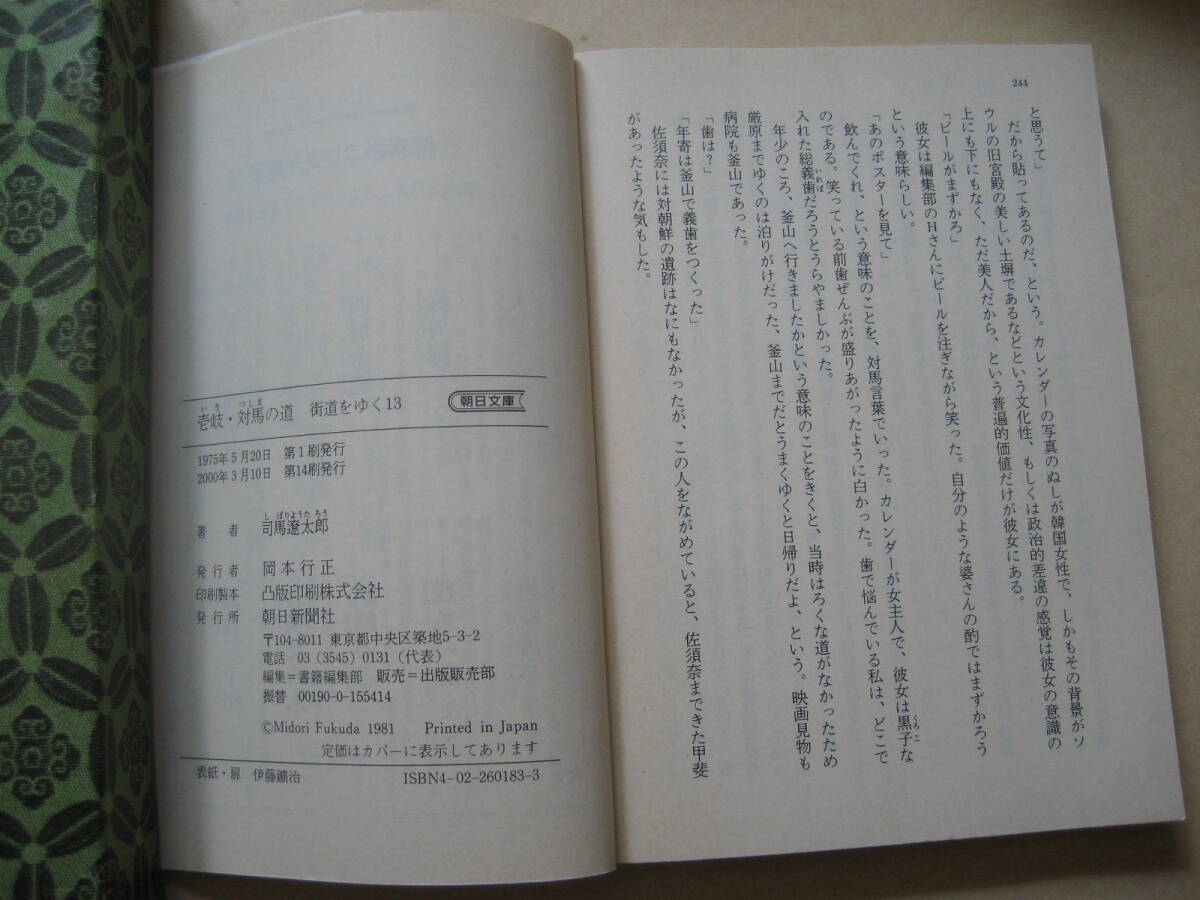 244
と思うて」
だから貼ってあるのだ、という。カレンダーの写真のぬしが韓国女性で、しかもその背景がソ
ウルの旧宮殿の美しい土塀であるなどという文化性、もしくは政治的差違の感覚は彼女の意識の
上にも下にもなく、ただ美人だから、という普遍的価値だけが彼女にある。
「ビールがまずかろ」
彼女は編集部のHさんにビールを注ぎながら笑った。自分のような婆さんの酌ではまずかろう
という意味らしい。
「あのポスターを見て」
飲んでくれ、という意味のことを、対馬言葉でいった。カレンダーが女主人で、彼女は黒子な
のである。笑っている前歯ぜんぶが盛りあがったように白かった。歯で悩んでいる私は、どこで
入れた総義歯だろうとうらやましかった。
年少のころ、釜山へ行きましたかという意味のことをきくと、当時はろくな道がなかったため
厳原までゆくのは泊りがけだった、釜山までだとうまくゆくと日帰りだよ、という。映画見物も
病院も釜山であった。
「歯は？」
「年寄は釜山で義歯をつくった」
佐須奈には対朝鮮の遺跡はなにもなかったが、この人をながめていると、佐須奈まできた甲斐
があったような気もした。
くろこ
いれば
いき つしま
壱岐・対馬の道 街道をゆく13
朝日文庫
1975年5月20日 第1刷発行
2000年3月10日 第14刷発行
しばりょうたろう
著者 司馬遼太郎
発行者 岡本行正
印刷製本 凸版印刷株式会社
発行所 朝日新聞社
〒104-8011 東京都中央区築地5-3-2
電話 03 (3545) 0131 (代表)
編集＝書籍編集部 販売＝出版販売部
振替 00190-0-155414
©Midori Fukuda 1981 Printed in Japan
定価はカバーに表示してあります
表紙・扉 伊藤鑛治 ISBN4-02-260183-3